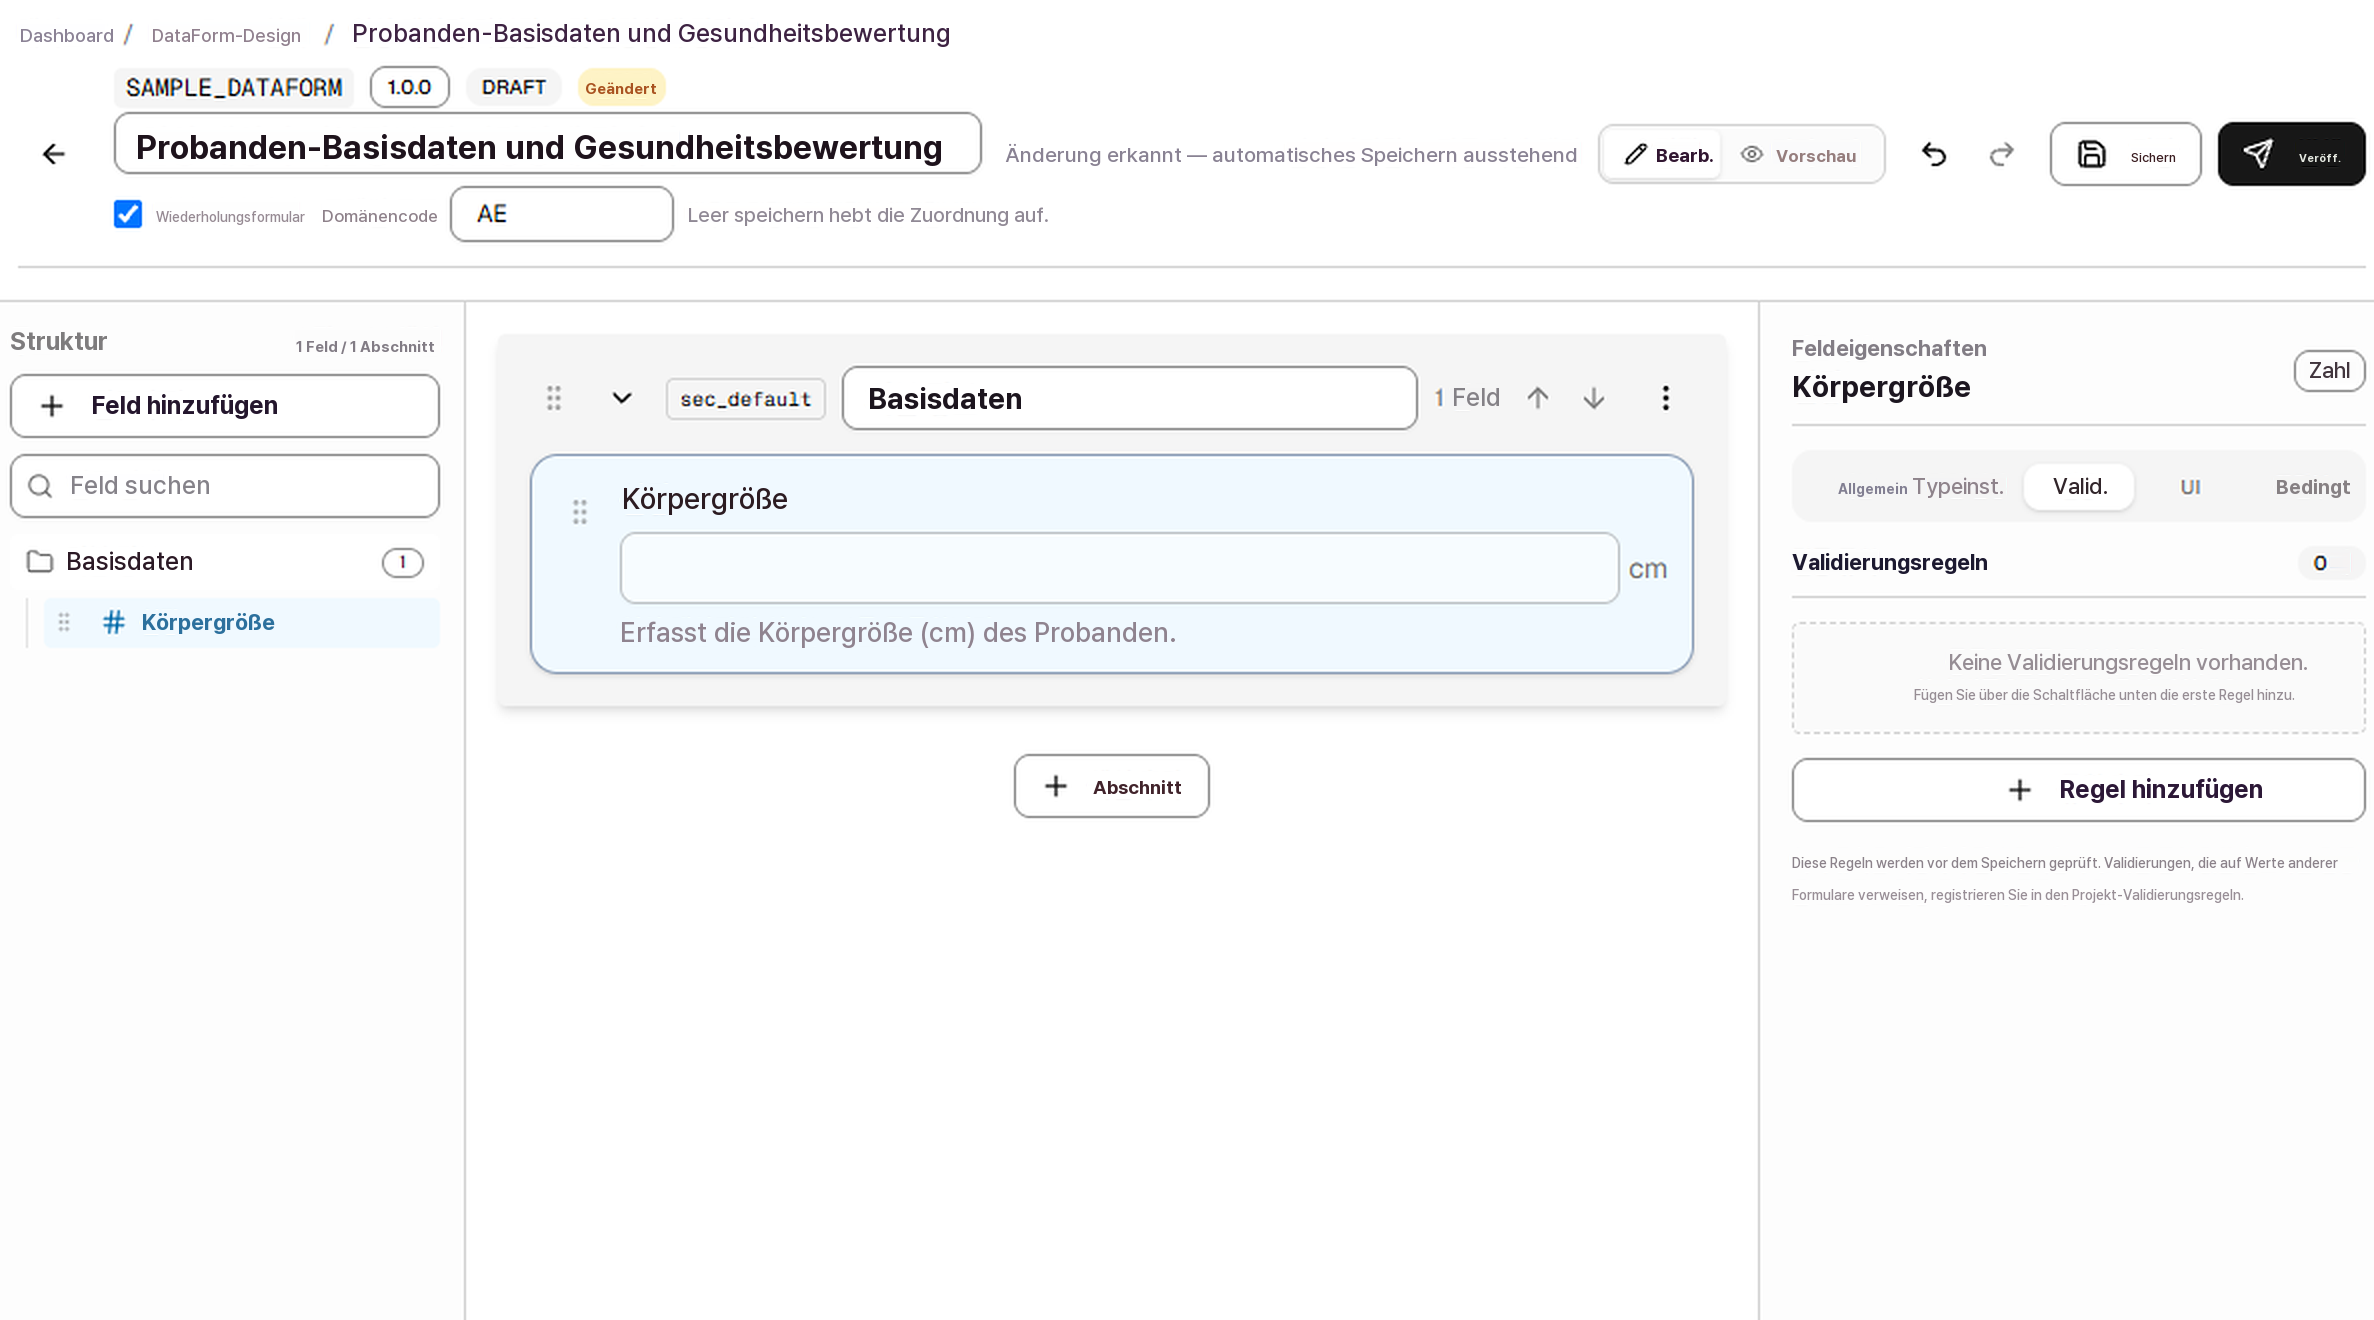 Dashboard / DataForm-Design / Probanden-Basisdaten und Gesundheitsbewertung
SAMPLE_DATAFORM 1.0.0 DRAFT Geändert
Probanden-Basisdaten und Gesundheitsbewertung
Änderung erkannt — automatisches Speichern ausstehend
Bearb. Vorschau
Sichern
Veröff.
Wiederholungsformular Domänencode AE Leer speichern hebt die Zuordnung auf.
Struktur 1 Feld / 1 Abschnitt
+ Feld hinzufügen
Feld suchen
Basisdaten 1
# Körpergröße
sec_default Basisdaten 1 Feld
Körpergröße
cm
Erfasst die Körpergröße (cm) des Probanden.
+ Abschnitt
Feldeigenschaften
Körpergröße
Zahl
Allgemein Typeinst. Valid. UI Bedingt
Validierungsregeln 0
Keine Validierungsregeln vorhanden.
Fügen Sie über die Schaltfläche unten die erste Regel hinzu.
+ Regel hinzufügen
Diese Regeln werden vor dem Speichern geprüft. Validierungen, die auf Werte anderer
Formulare verweisen, registrieren Sie in den Projekt-Validierungsregeln.